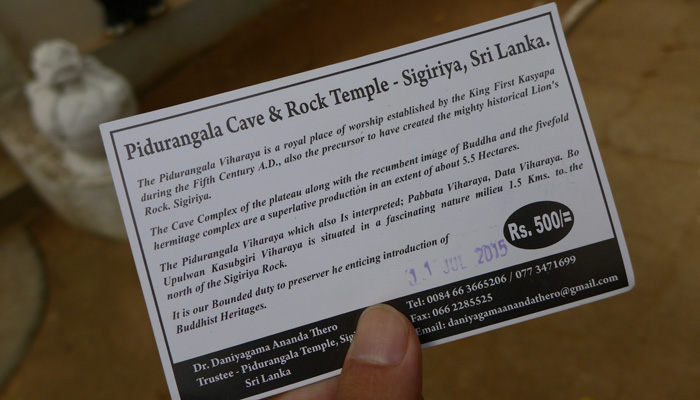 Pidurangala Cave & Rock Temple - Sigiriya, Sri Lanka.
The Pidurangala Viharaya is a royal place of worship established by the King First Kasyapa
during the Fifth Century A.D., also the precursor to have created the mighty historical Lion's
Rock. Sigiriya.
The Cave Complex of the plateau along with the recumbent image of Buddha and the fivefold
hermitage complex are a superlative production in an extent of about 5.5 Hectares.
The Pidurangala Viharaya which also Is interpreted; Pabbata Viharaya, Data Viharaya. Bo
Upulwan Kasubgiri Viharaya is situated in a fascinating nature milieu 1.5 Kms. to. the
north of the Sigiriya Rock.
It is our Bounded duty to preserver he enticing introduction of
Buddhist Heritages.
JUL 2015
Rs. 500/=
Dr. Daniyagama Ananda Thero
Trustee - Pidurangala Temple,
Sri Lanka
Tel: 0084 66 3665206 / 077 3471699
Fax: 066 2285525
Email: daniyagamaanandathero@gmail.com